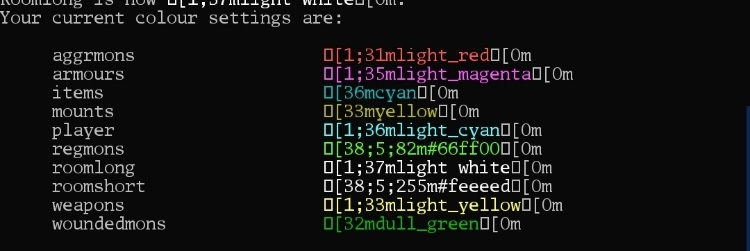 Roomlong is now ▯[1;37mlight white▯[0m.
Your current colour settings are:
aggrmons ▯[1;31mlight_red▯[0m
armours ▯[1;35mlight_magenta▯[0m
items ▯[36mcyan▯[0m
mounts ▯[33myellow▯[0m
player ▯[1;36mlight_cyan▯[0m
regmons ▯[38;5;82m#66ff00▯[0m
roomlong ▯[1;37mlight white▯[0m
roomshort ▯[38;5;255m#feeeed▯[0m
weapons ▯[1;33mlight_yellow▯[0m
woundedmons ▯[32mdull_green▯[0m